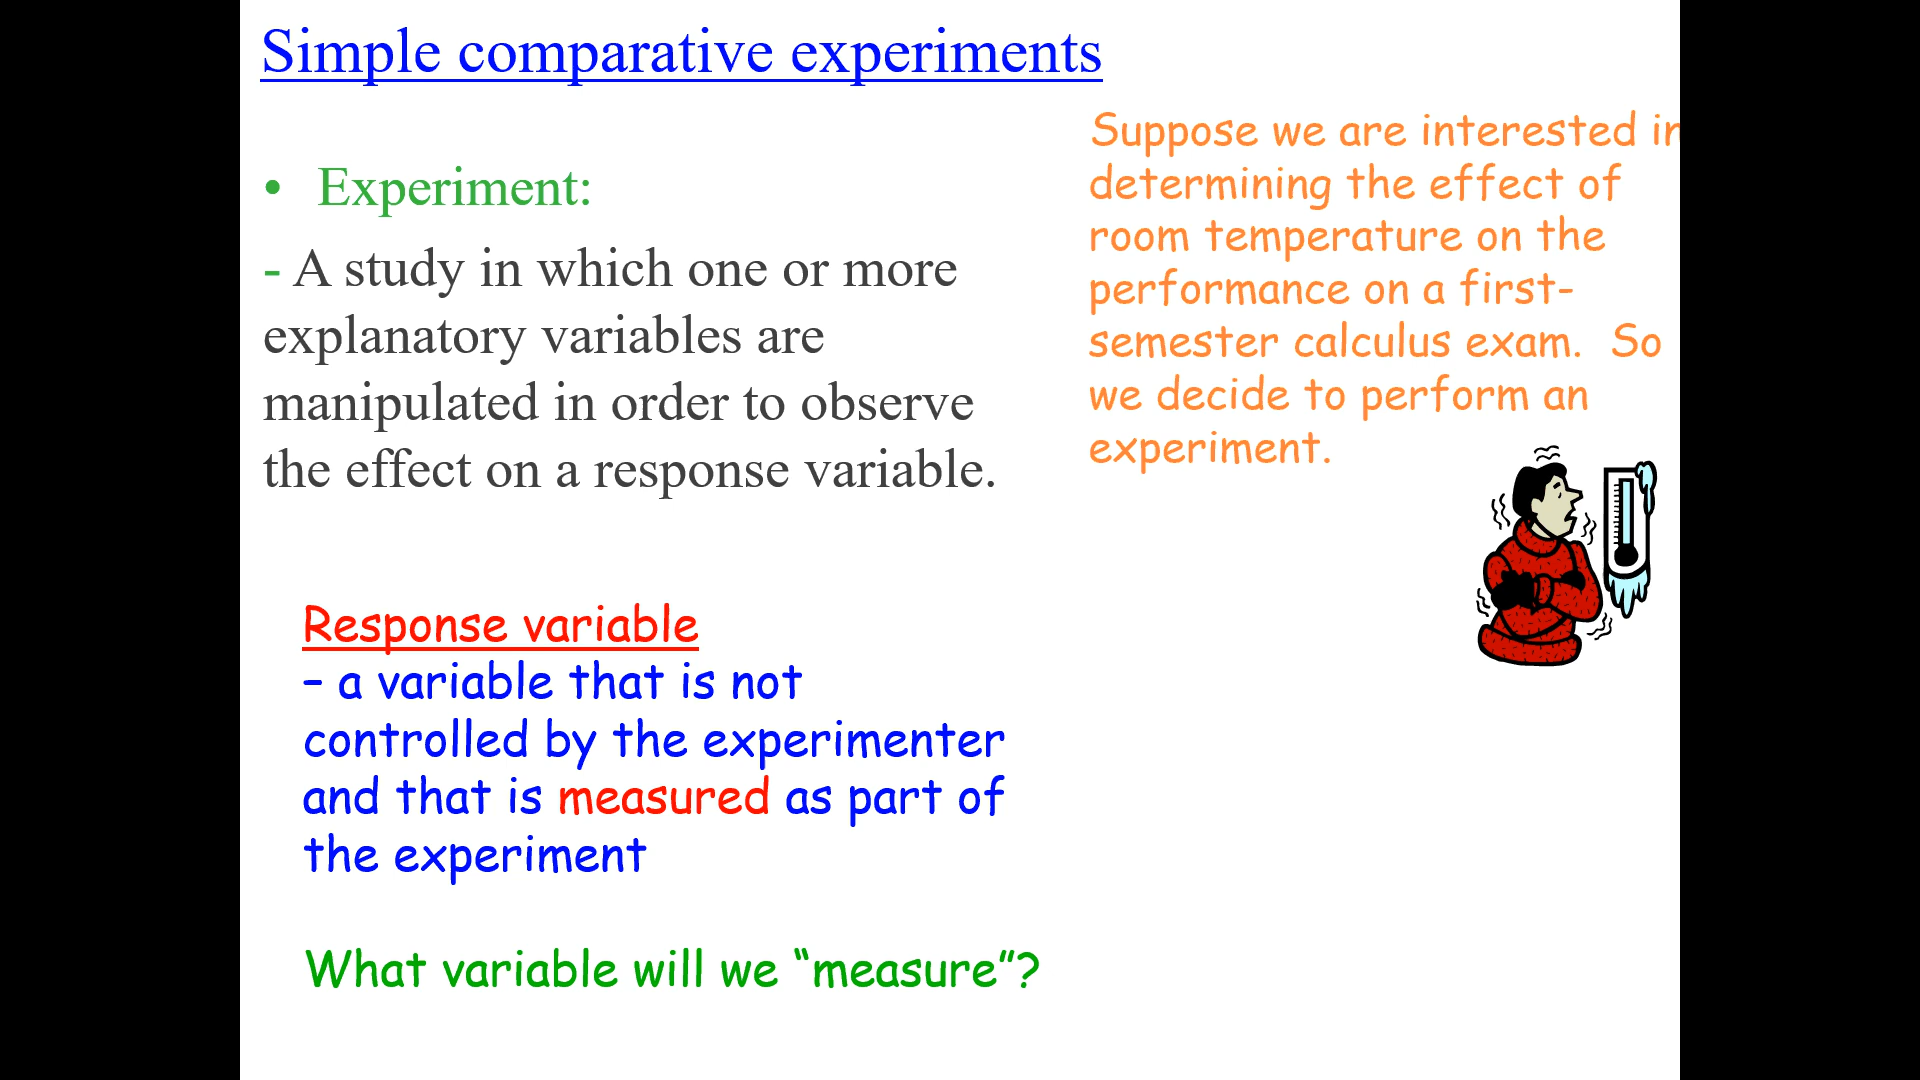 Simple comparative experiments
• Experiment:
- A study in which one or more
explanatory variables are
manipulated in order to observe
the effect on a response variable.
Suppose we are interested in
determining the effect of
room temperature on the
performance on a first-
semester calculus exam.  So
we decide to perform an
experiment.
Response variable
– a variable that is not
controlled by the experimenter
and that is measured as part of
the experiment
What variable will we “measure”?